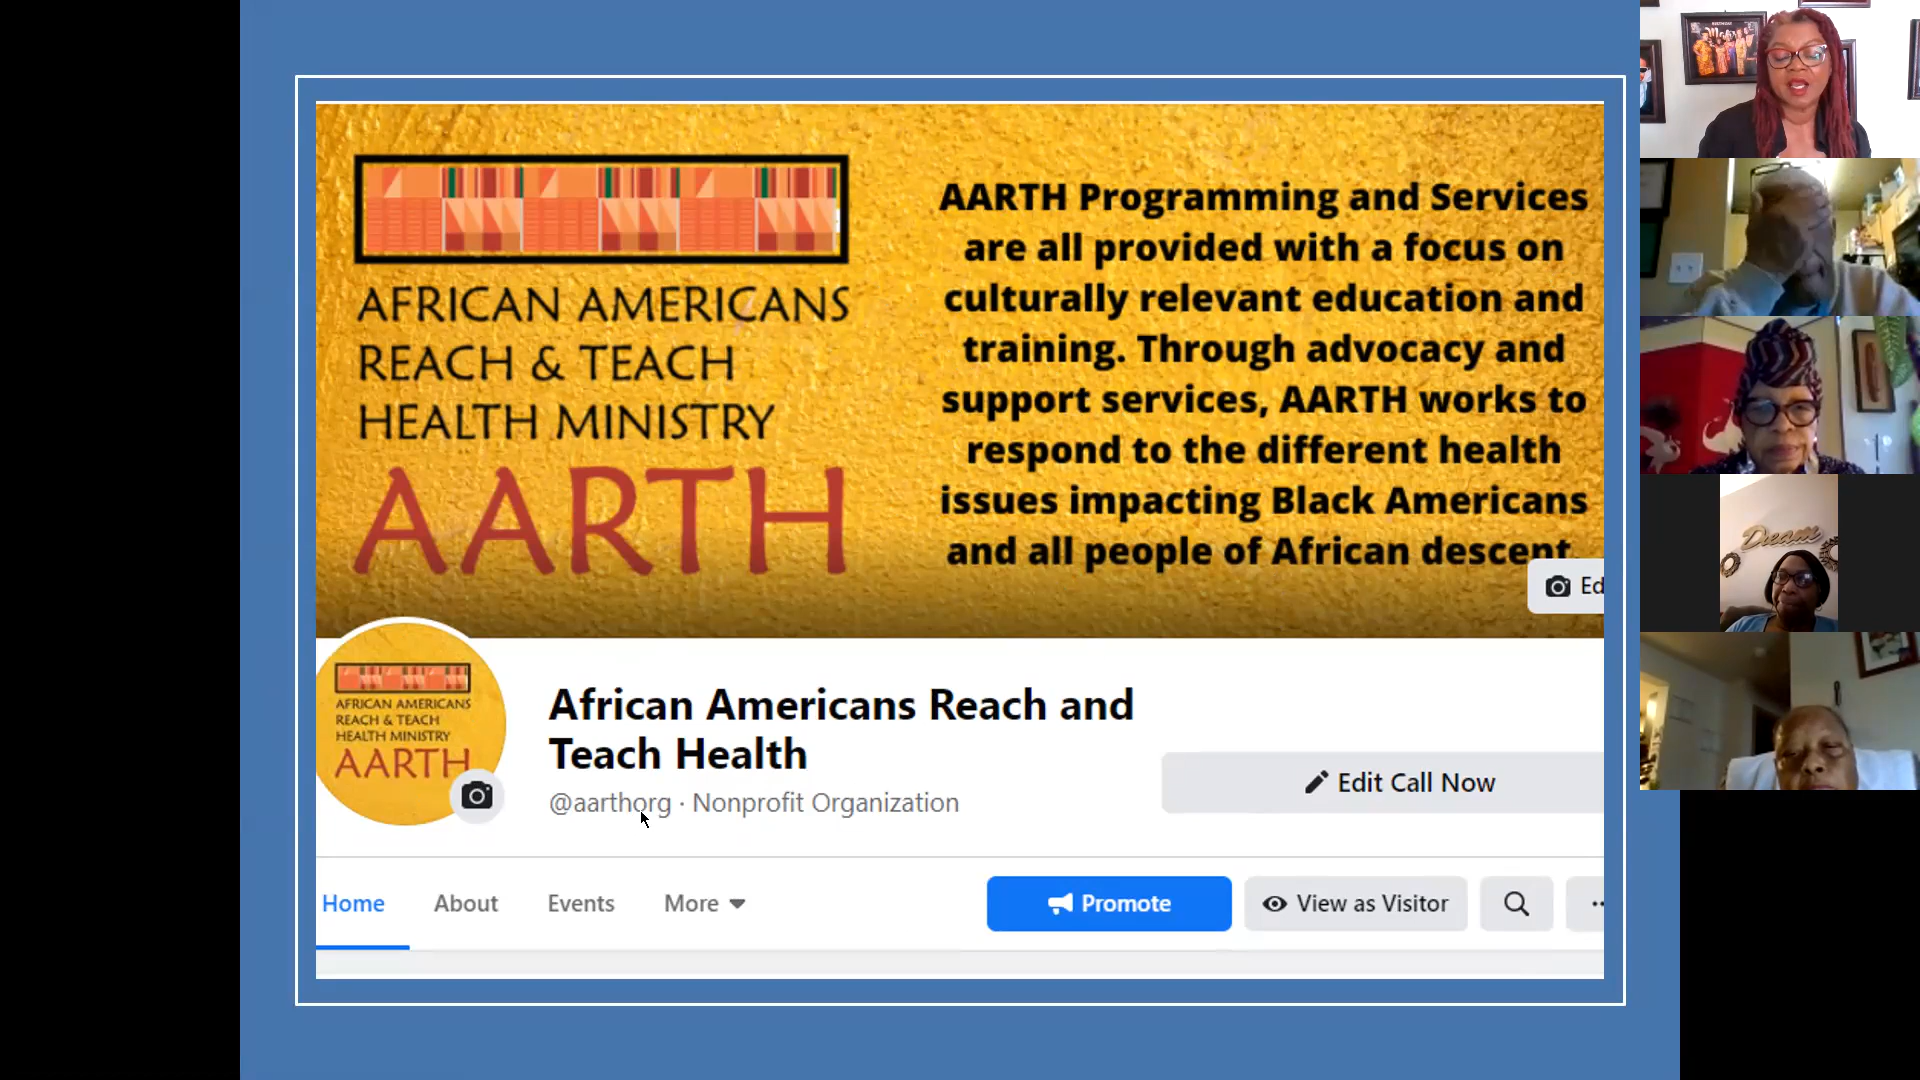 AFRICAN AMERICANS
REACH & TEACH
HEALTH MINISTRY
AARTH
AARTH Programming and Services
are all provided with a focus on
culturally relevant education and
training. Through advocacy and
support services, AARTH works to
respond to the different health
issues impacting Black Americans
and all people of African descent.
Ed
AFRICAN AMERICANS
REACH & TEACH
HEALTH MINISTRY
AARTH
African Americans Reach and
Teach Health
@aarthorg · Nonprofit Organization
Edit Call Now
Home About Events More
Promote View as Visitor
Dream